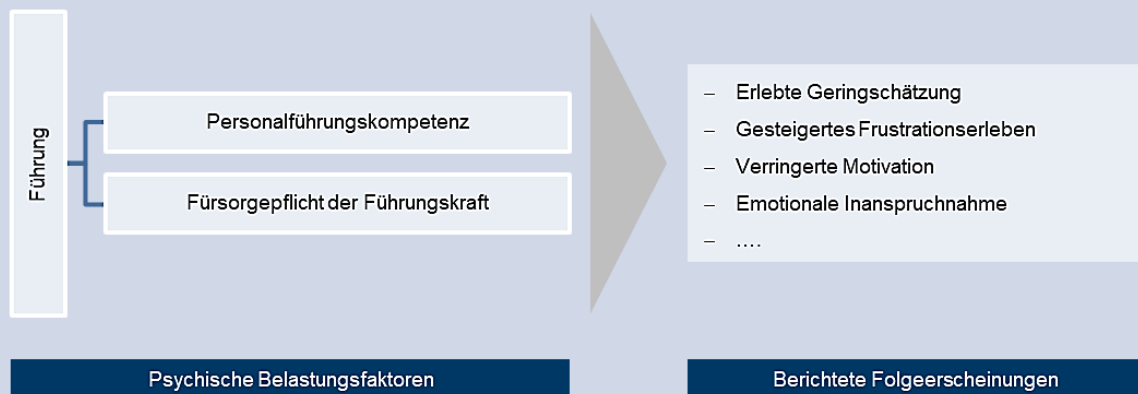 Führung
Personalführungskompetenz
Fürsorgepflicht der Führungskraft
– Erlebte Geringschätzung
– Gesteigertes Frustrationserleben
– Verringerte Motivation
– Emotionale Inanspruchnahme
– ....
Psychische Belastungsfaktoren
Berichtete Folgeerscheinungen